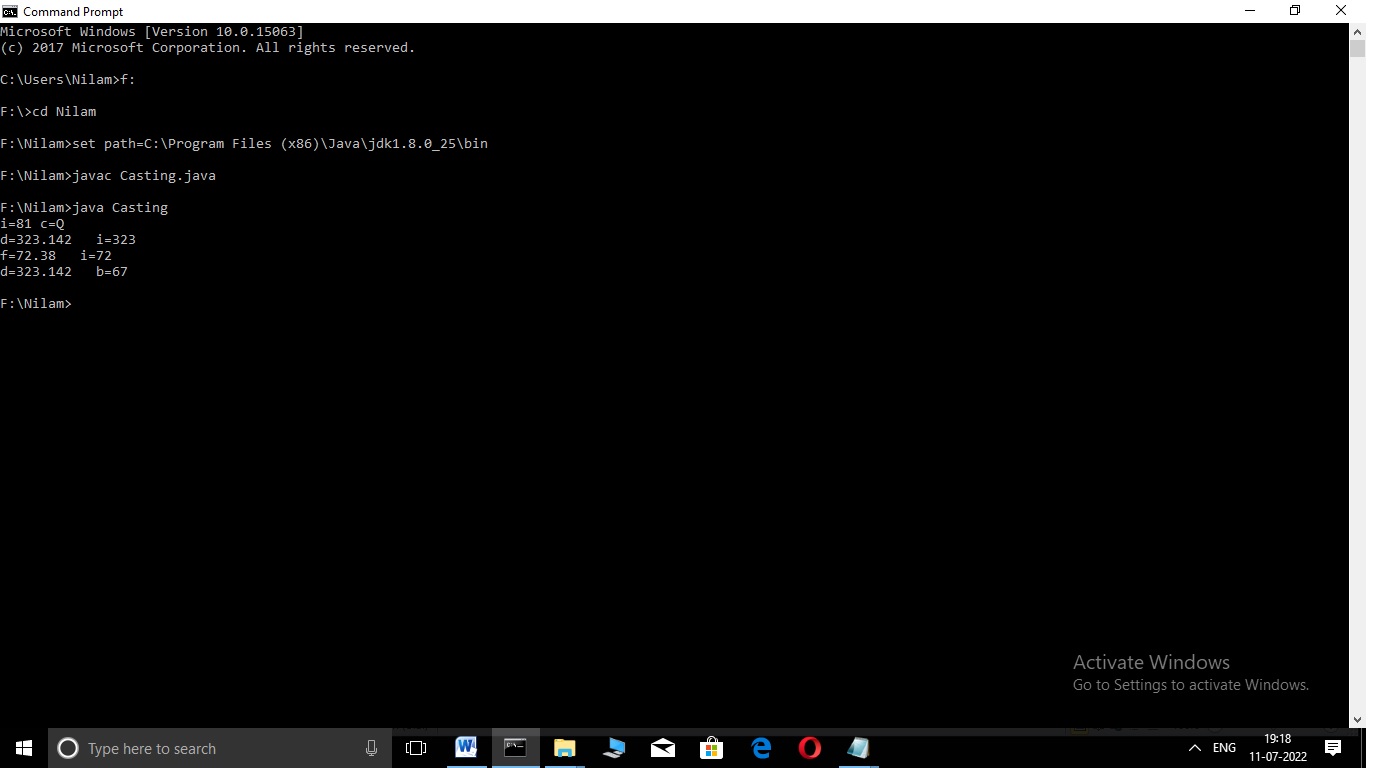 Command Prompt
Microsoft Windows [Version 10.0.15063]
(c) 2017 Microsoft Corporation. All rights reserved.
C:\Users\Nilam>f:
F:\>cd Nilam
F:\Nilam>set path=C:\Program Files (x86)\Java\jdk1.8.0_25\bin
F:\Nilam>javac Casting.java
F:\Nilam>java Casting
i=81 c=Q
d=323.142   i=323
f=72.38   i=72
d=323.142   b=67
F:\Nilam>
Activate Windows
Go to Settings to activate Windows.
Type here to search
ENG
19:18
11-07-2022